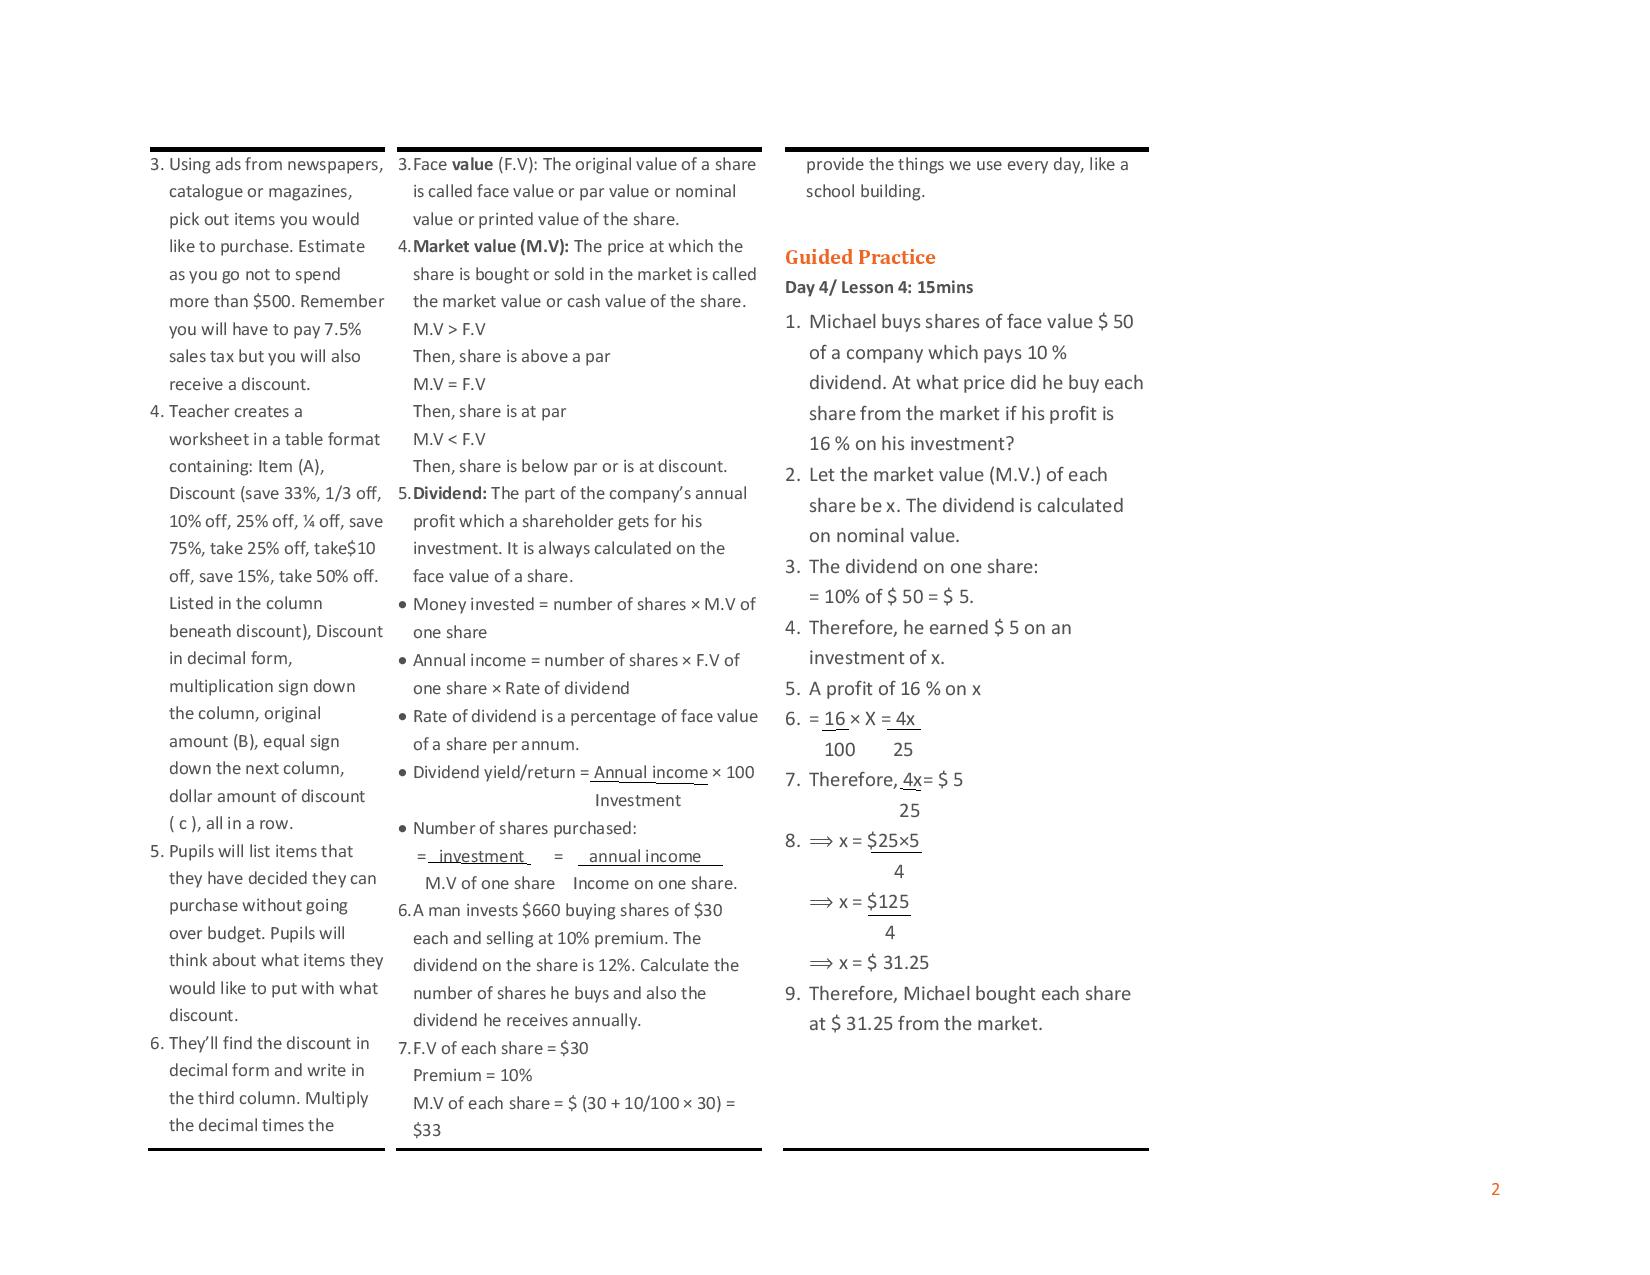 3. Using ads from newspapers,
catalogue or magazines,
pick out items you would
like to purchase. Estimate
as you go not to spend
more than $500. Remember
you will have to pay 7.5%
sales tax but you will also
receive a discount.
4. Teacher creates a
worksheet in a table format
containing: Item (A),
Discount (save 33%, 1/3 off,
10% off, 25% off, ¼ off, save
75%, take 25% off, take$10
off, save 15%, take 50% off.
Listed in the column
beneath discount), Discount
in decimal form,
multiplication sign down
the column, original
amount (B), equal sign
down the next column,
dollar amount of discount
( c ), all in a row.
5. Pupils will list items that
they have decided they can
purchase without going
over budget. Pupils will
think about what items they
would like to put with what
discount.
6. They’ll find the discount in
decimal form and write in
the third column. Multiply
the decimal times the
3.Face value (F.V): The original value of a share
is called face value or par value or nominal
value or printed value of the share.
4.Market value (M.V): The price at which the
share is bought or sold in the market is called
the market value or cash value of the share.
M.V > F.V
Then, share is above a par
M.V = F.V
Then, share is at par
M.V < F.V
Then, share is below par or is at discount.
5.Dividend: The part of the company’s annual
profit which a shareholder gets for his
investment. It is always calculated on the
face value of a share.
• Money invested = number of shares × M.V of
one share
• Annual income = number of shares × F.V of
one share × Rate of dividend
• Rate of dividend is a percentage of face value
of a share per annum.
• Dividend yield/return = Annual income × 100
Investment
• Number of shares purchased:
= investment = annual income
M.V of one share Income on one share.
6.A man invests $660 buying shares of $30
each and selling at 10% premium. The
dividend on the share is 12%. Calculate the
number of shares he buys and also the
dividend he receives annually.
7.F.V of each share = $30
Premium = 10%
M.V of each share = $ (30 + 10/100 × 30) =
$33
provide the things we use every day, like a
school building.
Guided Practice
Day 4/ Lesson 4: 15mins
1. Michael buys shares of face value $ 50
of a company which pays 10 %
dividend. At what price did he buy each
share from the market if his profit is
16 % on his investment?
2. Let the market value (M.V.) of each
share be x. The dividend is calculated
on nominal value.
3. The dividend on one share:
= 10% of $ 50 = $ 5.
4. Therefore, he earned $ 5 on an
investment of x.
5. A profit of 16 % on x
6. = 16 × X = 4x
100 25
7. Therefore, 4x= $ 5
25
8. ⟹ x = $25×5
4
⟹ x = $125
4
⟹ x = $ 31.25
9. Therefore, Michael bought each share
at $ 31.25 from the market.
2